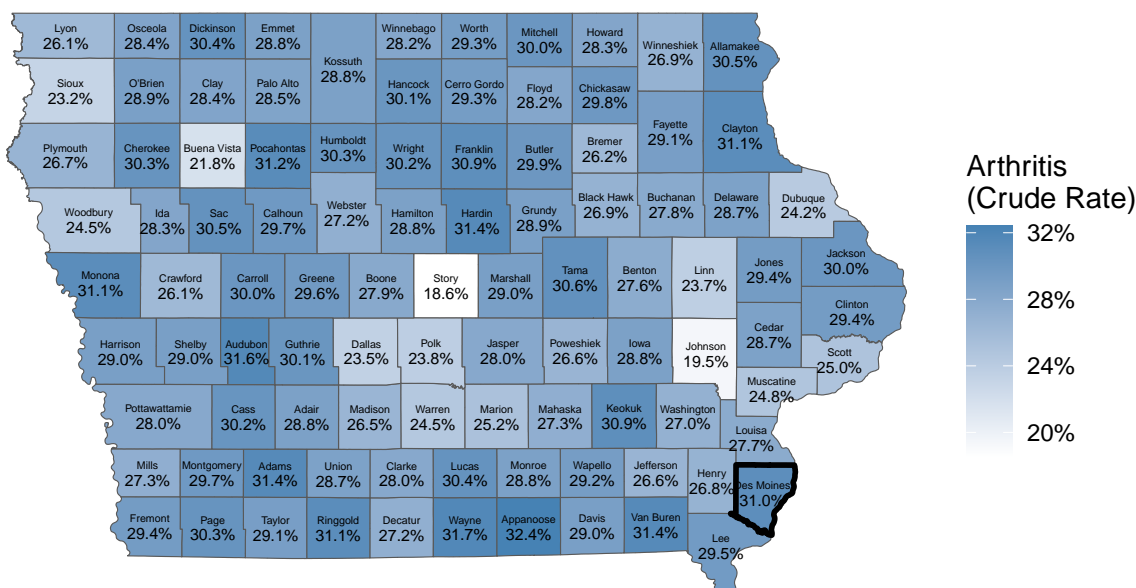 Lyon
26.1%
Osceola
28.4%
Dickinson
30.4%
Emmet
28.8%
Kossuth
28.8%
Winnebago
28.2%
Worth
29.3%
Mitchell
30.0%
Howard
28.3%
Winneshiek
26.9%
Allamakee
30.5%
Sioux
23.2%
O'Brien
28.9%
Clay
28.4%
Palo Alto
28.5%
Hancock
30.1%
Cerro Gordo
29.3%
Floyd
28.2%
Chickasaw
29.8%
Plymouth
26.7%
Cherokee
30.3%
Buena Vista
21.8%
Pocahontas
31.2%
Humboldt
30.3%
Wright
30.2%
Franklin
30.9%
Butler
29.9%
Bremer
26.2%
Fayette
29.1%
Clayton
31.1%
Woodbury
24.5%
Ida
28.3%
Sac
30.5%
Calhoun
29.7%
Webster
27.2%
Hamilton
28.8%
Hardin
31.4%
Grundy
28.9%
Black Hawk
26.9%
Buchanan
27.8%
Delaware
28.7%
Dubuque
24.2%
Monona
31.1%
Crawford
26.1%
Carroll
30.0%
Greene
29.6%
Boone
27.9%
Story
18.6%
Marshall
29.0%
Tama
30.6%
Benton
27.6%
Linn
23.7%
Jones
29.4%
Jackson
30.0%
Clinton
29.4%
Harrison
29.0%
Shelby
29.0%
Audubon
31.6%
Guthrie
30.1%
Dallas
23.5%
Polk
23.8%
Jasper
28.0%
Poweshiek
26.6%
Iowa
28.8%
Johnson
19.5%
Cedar
28.7%
Scott
25.0%
Muscatine
24.8%
Pottawattamie
28.0%
Cass
30.2%
Adair
28.8%
Madison
26.5%
Warren
24.5%
Marion
25.2%
Mahaska
27.3%
Keokuk
30.9%
Washington
27.0%
Louisa
27.7%
Mills
27.3%
Montgomery
29.7%
Adams
31.4%
Union
28.7%
Clarke
28.0%
Lucas
30.4%
Monroe
28.8%
Wapello
29.2%
Jefferson
26.6%
Henry
26.8%
Des Moines
31.0%
Fremont
29.4%
Page
30.3%
Taylor
29.1%
Ringgold
31.1%
Decatur
27.2%
Wayne
31.7%
Appanoose
32.4%
Davis
29.0%
Van Buren
31.4%
Lee
29.5%
Arthritis
(Crude Rate)
32%
28%
24%
20%